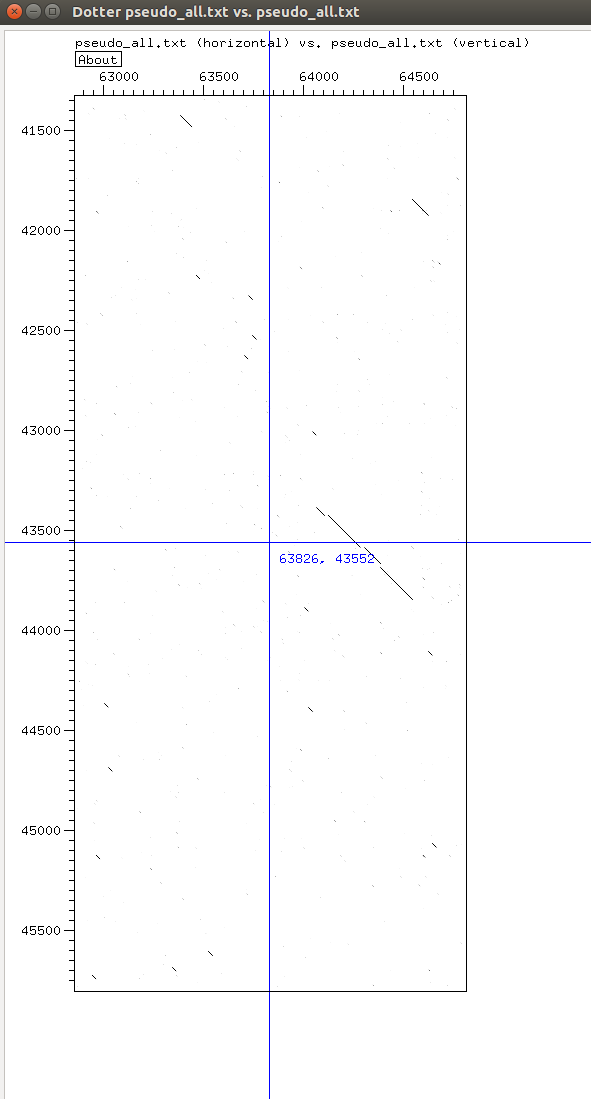 Dotter pseudo_all.txt vs. pseudo_all.txt
pseudo_all.txt (horizontal) vs. pseudo_all.txt (vertical)
About
63000 63500 64000 64500
41500
42000
42500
43000
43500
63826, 43552
44000
44500
45000
45500